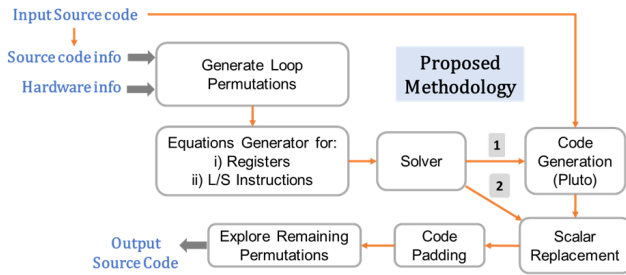 Input Source code
Source code info
Hardware info
Generate Loop
Permutations
Proposed
Methodology
Equations Generator for:
i) Registers
ii) L/S Instructions
Solver
1
2
Code
Generation
(Pluto)
Output
Source Code
Explore Remaining
Permutations
Code
Padding
Scalar
Replacement